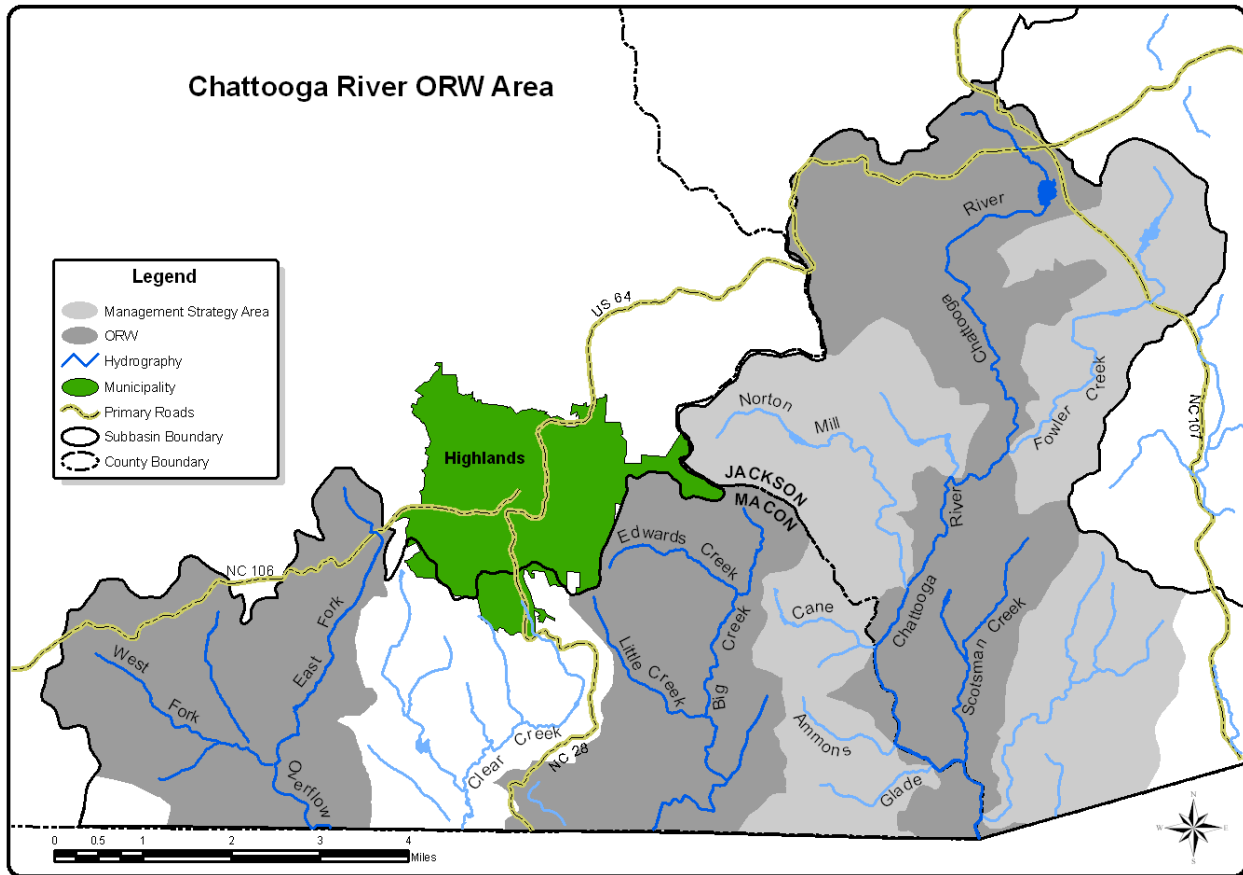 Chattooga River ORW Area
Legend
Management Strategy Area
ORW
Hydrography
Municipality
Primary Roads
Subbasin Boundary
County Boundary
River
Chattooga
US 64
Fowler Creek
NC107
Norton Mill
Highlands
JACKSON
MACON
River
Edwards Creek
NC 106
Chattooga
Cane
East Fork
Little Creek
Big Creek
Scotsman Creek
West Fork
Ammons
Clear Creek
NC 28
Glade
Overflow
N
W
E
S
0 0.5 1 2 3 4
Miles